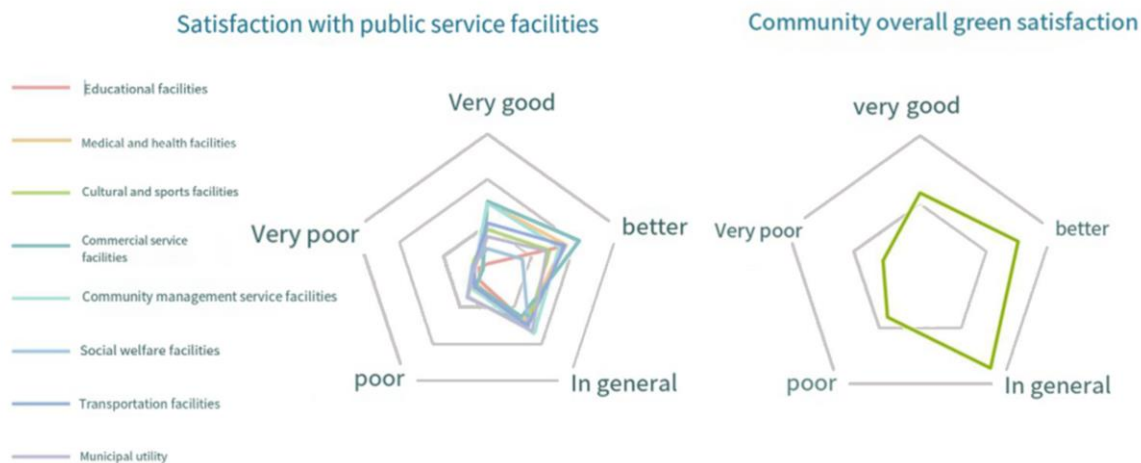 Satisfaction with public service facilities
Community overall green satisfaction
Educational facilities
Medical and health facilities
Cultural and sports facilities
Commercial service
facilities
Community management service facilities
Social welfare facilities
Transportation facilities
Municipal utility
Very good
better
In general
poor
Very poor
very good
better
In general
poor
Very poor